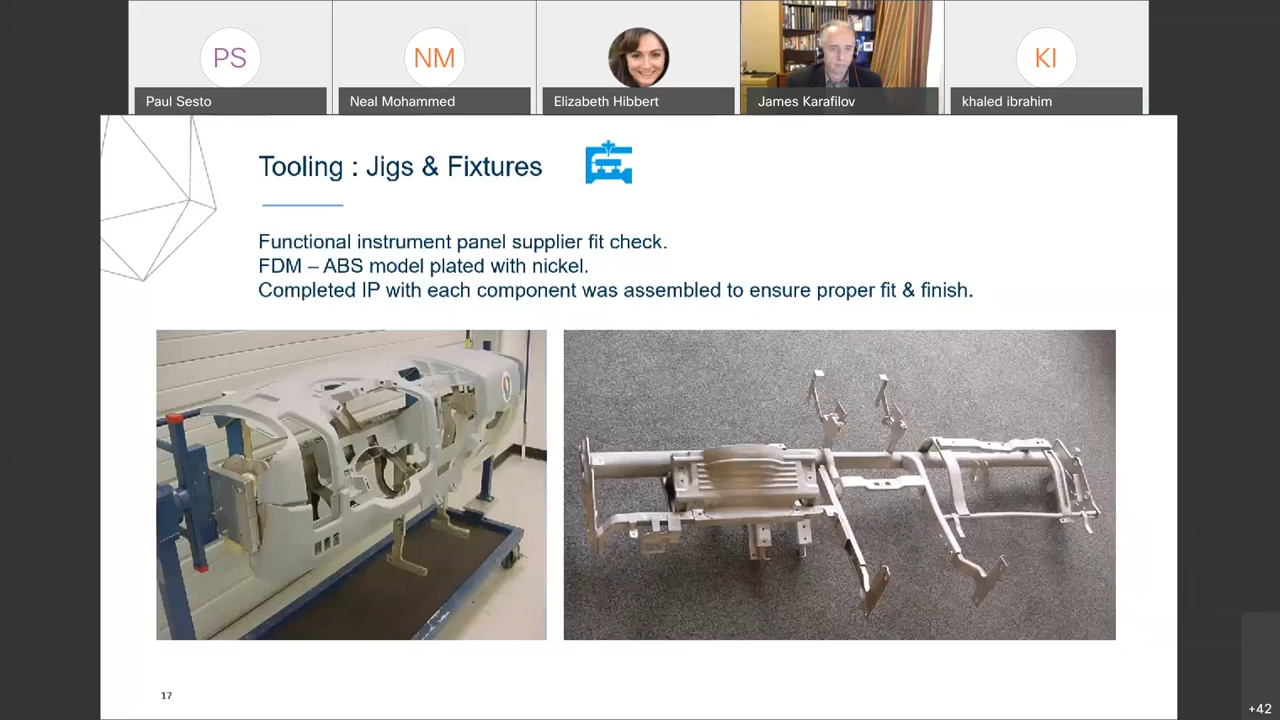 PS
NM
KI
Paul Sesto
Neal Mohammed
Elizabeth Hibbert
James Karafilov
khaled ibrahim
Tooling : Jigs & Fixtures
Functional instrument panel supplier fit check.
FDM – ABS model plated with nickel.
Completed IP with each component was assembled to ensure proper fit & finish.
17
+42